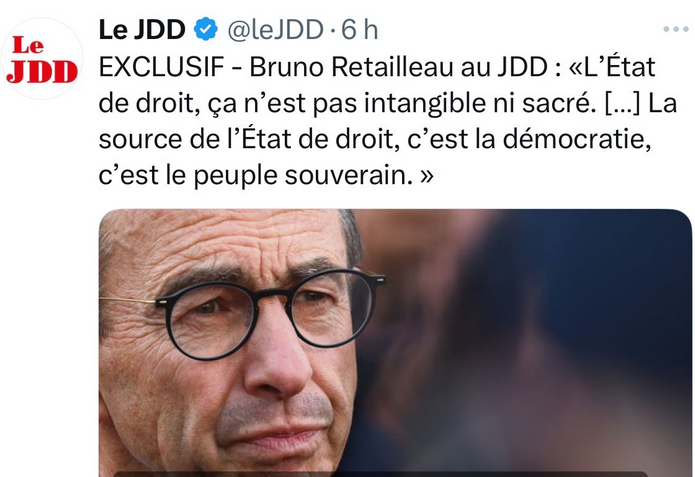 Le
JDD
Le JDD @leJDD · 6 h
EXCLUSIF - Bruno Retailleau au JDD : «L’État
de droit, ça n’est pas intangible ni sacré. [...] La
source de l’État de droit, c’est la démocratie,
c’est le peuple souverain. »